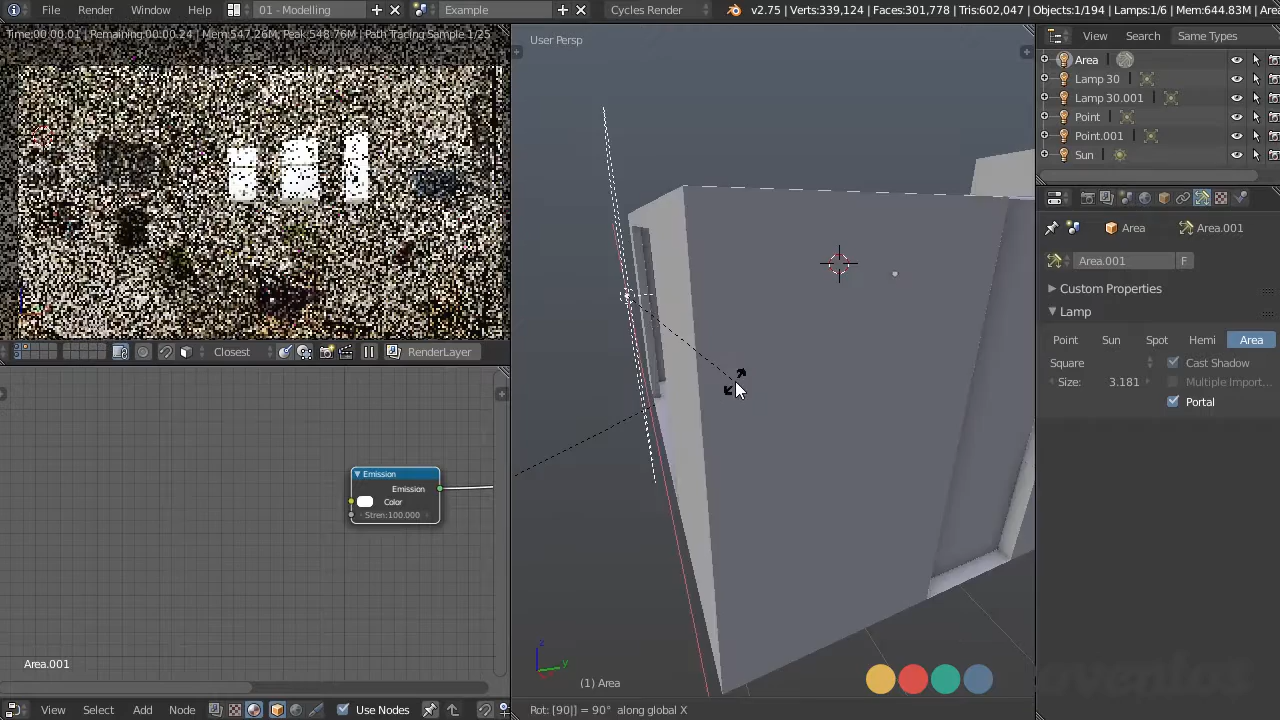 File Render Window Help 01 - Modelling Example Cycles Render v2.75 | Verts:339,124 | Faces:301,778 | Tris:602,047 | Objects:1/194 | Lamps:1/6 | Mem:644.83M | Area
Time:00:00.01 | Remaining:00:00.24 | Mem:547.26M, Peak: 548.76M | Path Tracing Sample 1/25
User Persp
View Search Same Types
Area
Lamp 30
Lamp 30.001
Point
Point.001
Sun
Area Area.001
Area.001 F
Custom Properties
Lamp
Point Sun Spot Hemi Area
Square Cast Shadow
Size: 3.181 Multiple Import...
Portal
Closest RenderLayer
Emission
Emission
Color
Stren:100.000
Area.001
z
y
(1) Area
View Select Add Node Use Nodes
Rot: [90|] = 90° along global X